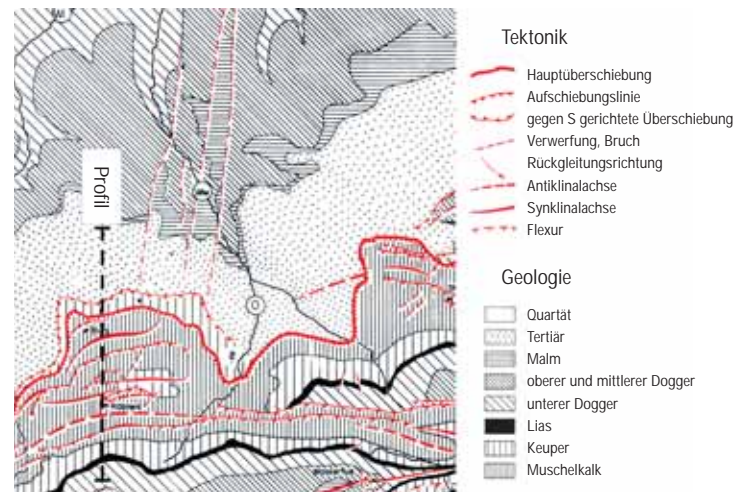 Profil
Tektonik
Hauptüberschiebung
Aufschiebungslinie
gegen S gerichtete Überschiebung
Verwerfung, Bruch
Rückgleitungsrichtung
Antiklinalachse
Synklinalachse
Flexur
Geologie
Quartät
Tertiär
Malm
oberer und mittlerer Dogger
unterer Dogger
Lias
Keuper
Muschelkalk